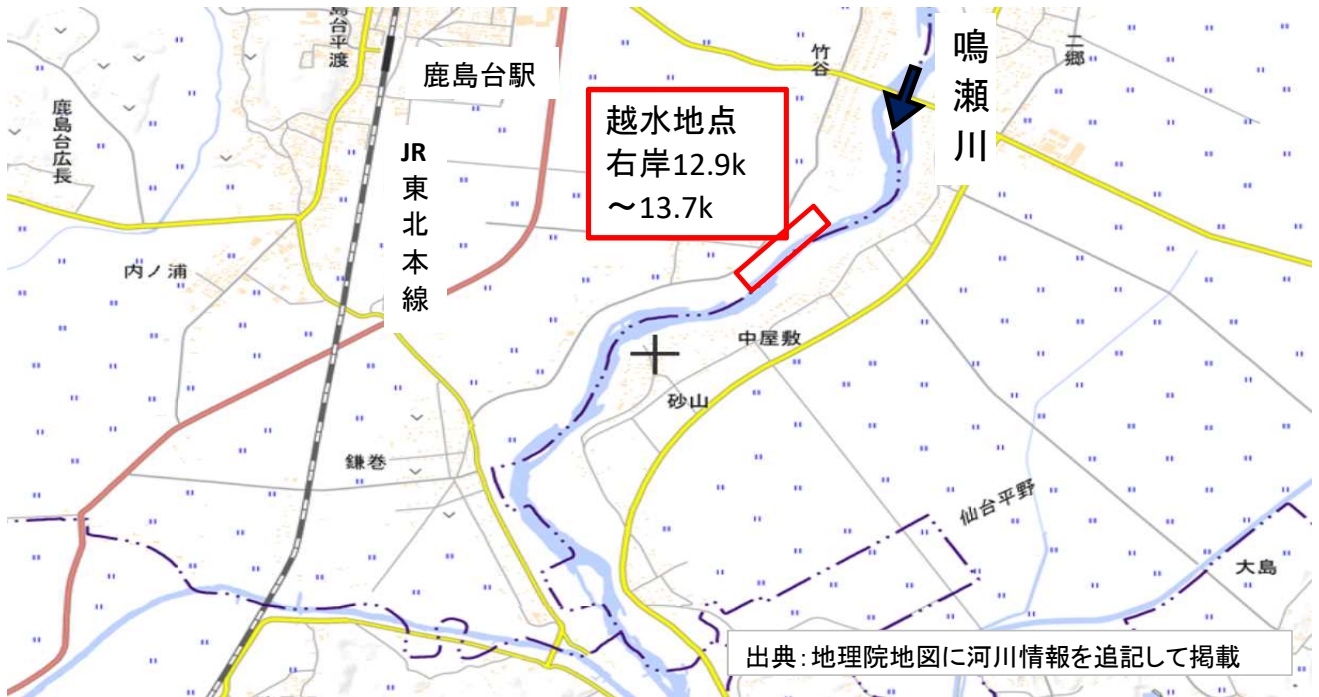 鹿島台平渡
鹿島台広長
鹿島台駅
JR東北本線
越水地点
右岸12.9k
～13.7k
竹谷
鳴瀬川
二郷
内ノ浦
中屋敷
砂山
鎌巻
仙台平野
大島
出典：地理院地図に河川情報を追記して掲載